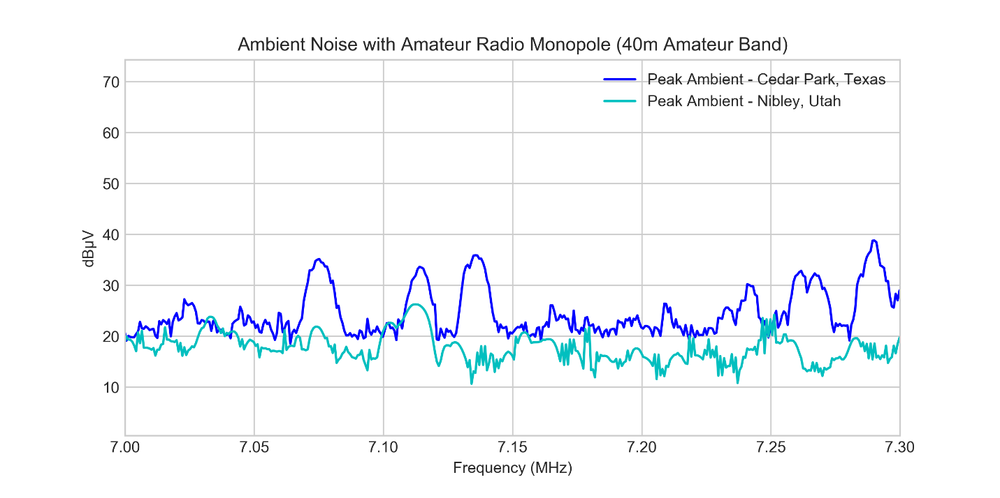 Ambient Noise with Amateur Radio Monopole (40m Amateur Band)
Peak Ambient - Cedar Park, Texas
Peak Ambient - Nibley, Utah
70
60
50
40
30
20
10
dBµV
7.00 7.05 7.10 7.15 7.20 7.25 7.30
Frequency (MHz)